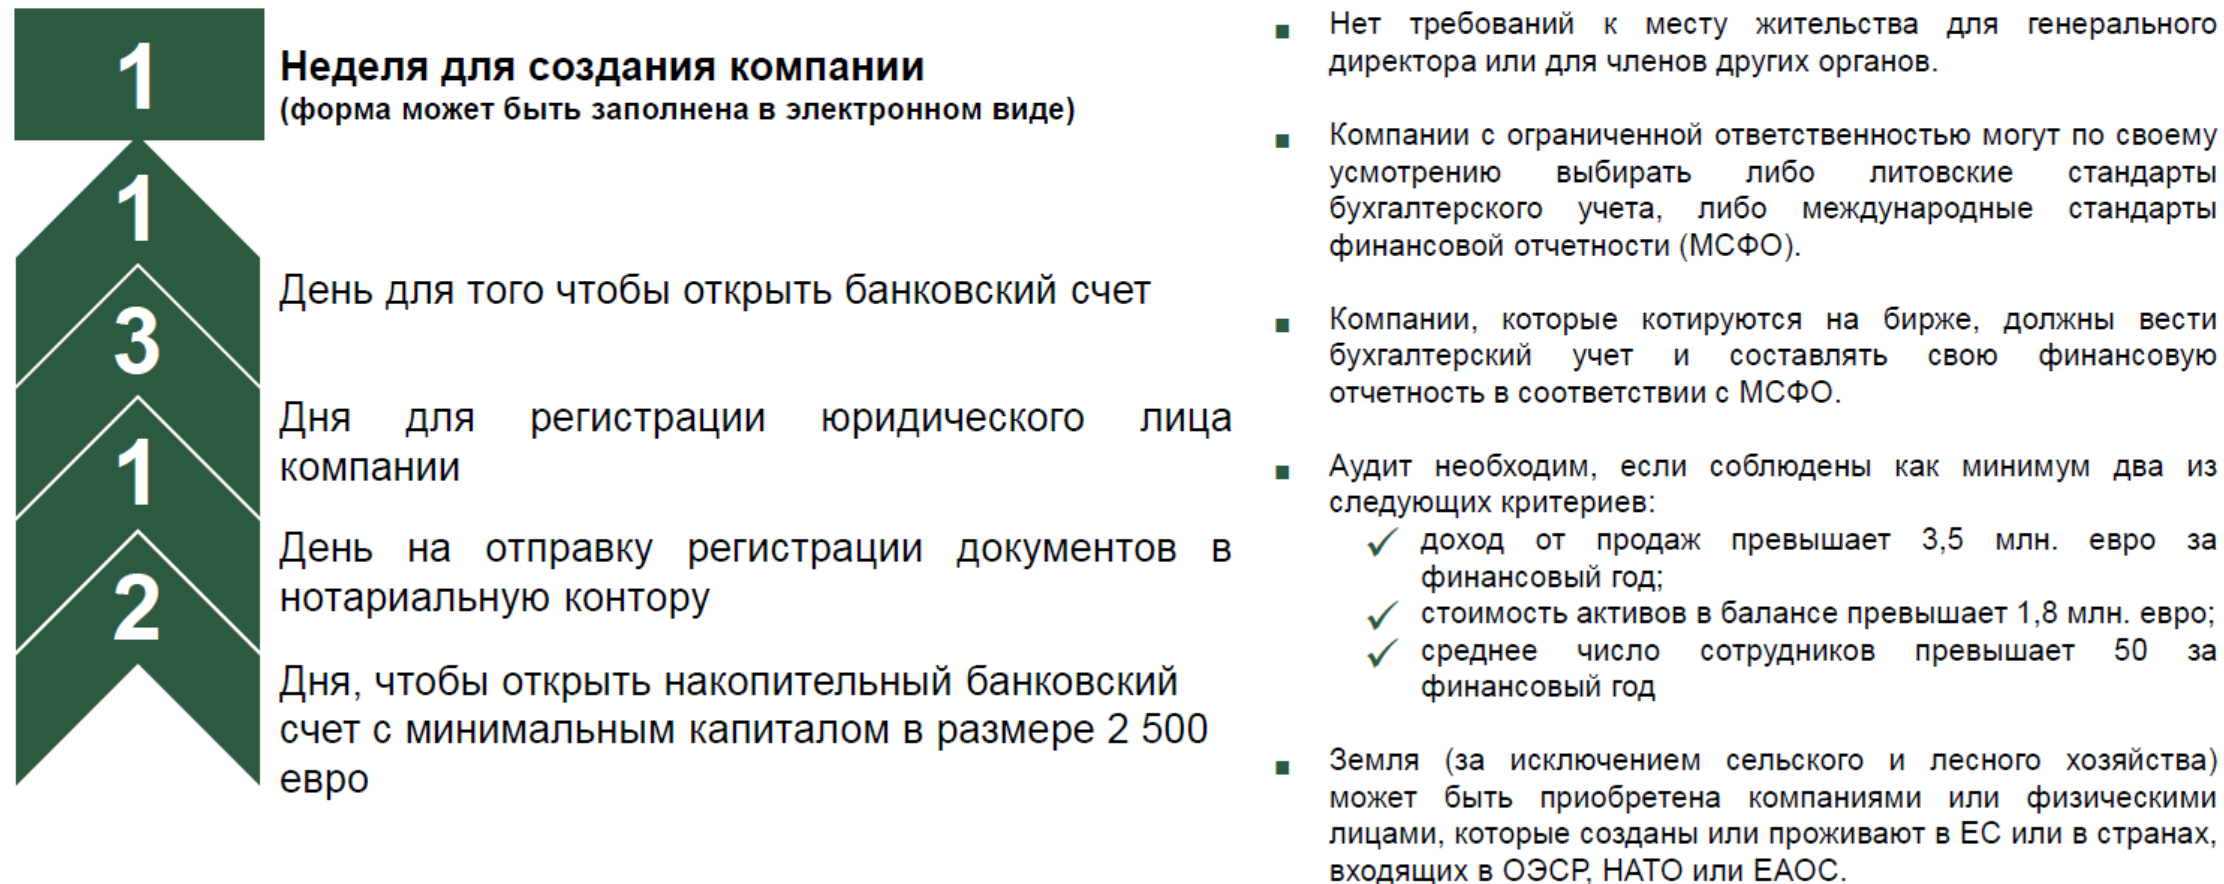 1
Неделя для создания компании
(форма может быть заполнена в электронном виде)
1
День для того чтобы открыть банковский счет
3
Дня для регистрации юридического лица
компании
1
День на отправку регистрации документов в
нотариальную контору
2
Дня, чтобы открыть накопительный банковский
счет с минимальным капиталом в размере 2 500
евро
Нет требований к месту жительства для генерального
директора или для членов других органов.
Компании с ограниченной ответственностью могут по своему
усмотрению выбирать либо литовские стандарты
бухгалтерского учета, либо международные стандарты
финансовой отчетности (МСФО).
Компании, которые котируются на бирже, должны вести
бухгалтерский учет и составлять свою финансовую
отчетность в соответствии с МСФО.
Аудит необходим, если соблюдены как минимум два из
следующих критериев:
доход от продаж превышает 3,5 млн. евро за
финансовый год;
стоимость активов в балансе превышает 1,8 млн. евро;
среднее число сотрудников превышает 50 за
финансовый год
Земля (за исключением сельского и лесного хозяйства)
может быть приобретена компаниями или физическими
лицами, которые созданы или проживают в ЕС или в странах,
входящих в ОЭСР, НАТО или ЕАОС.